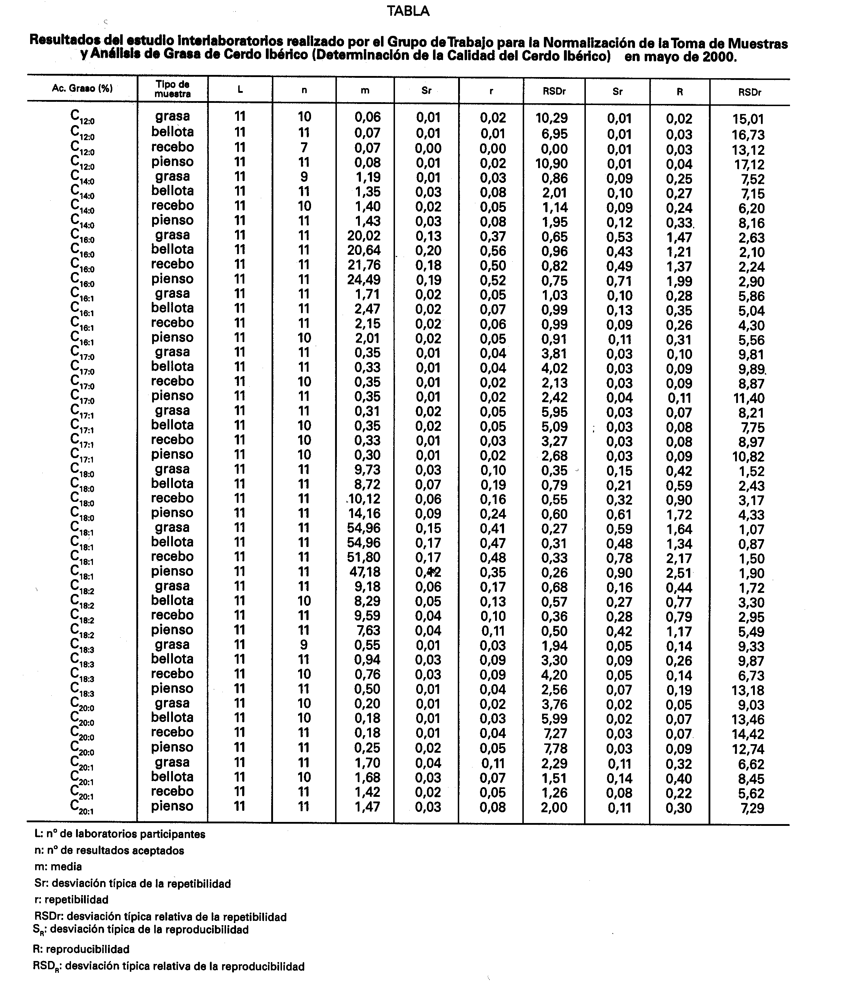 TABLA
Resultados del estudio interlaboratorios realizado por el Grupo de Trabajo para la Normalización de la Toma de Muestras
y Análisis de Grasa de Cerdo Ibérico (Determinación de la Calidad del Cerdo Ibérico) en mayo de 2000.
Ac. Graso (%) Tipo de muestra L n m Sr r RSDr Sr R RSDr
C12:0 grasa 11 10 0,06 0,01 0,02 10,29 0,01 0,02 15,01
C12:0 bellota 11 11 0,07 0,01 0,01 6,95 0,01 0,03 16,73
C12:0 recebo 11 7 0,07 0,00 0,00 0,00 0,01 0,03 13,12
C12:0 pienso 11 11 0,08 0,01 0,02 10,90 0,01 0,04 17,12
C14:0 grasa 11 9 1,19 0,01 0,03 0,86 0,09 0,25 7,52
C14:0 bellota 11 11 1,35 0,03 0,08 2,01 0,10 0,27 7,15
C14:0 recebo 11 10 1,40 0,02 0,05 1,14 0,09 0,24 6,20
C14:0 pienso 11 11 1,43 0,03 0,08 1,95 0,12 0,33 8,16
C16:0 grasa 11 11 20,02 0,13 0,37 0,65 0,53 1,47 2,63
C16:0 bellota 11 11 20,64 0,20 0,56 0,96 0,43 1,21 2,10
C16:0 recebo 11 11 21,76 0,18 0,50 0,82 0,49 1,37 2,24
C16:0 pienso 11 11 24,49 0,19 0,52 0,75 0,71 1,99 2,90
C16:1 grasa 11 11 1,71 0,02 0,05 1,03 0,10 0,28 5,86
C16:1 bellota 11 11 2,47 0,02 0,07 0,99 0,13 0,35 5,04
C16:1 recebo 11 11 2,15 0,02 0,06 0,99 0,09 0,26 4,30
C16:1 pienso 11 10 2,01 0,02 0,05 0,91 0,11 0,31 5,56
C17:0 grasa 11 11 0,35 0,01 0,04 3,81 0,03 0,10 9,81
C17:0 bellota 11 11 0,33 0,01 0,04 4,02 0,03 0,09 9,89
C17:0 recebo 11 10 0,35 0,01 0,02 2,13 0,03 0,09 8,87
C17:0 pienso 11 11 0,35 0,01 0,02 2,42 0,04 0,11 11,40
C17:1 grasa 11 11 0,31 0,02 0,05 5,95 0,03 0,07 8,21
C17:1 bellota 11 10 0,35 0,02 0,05 5,09 0,03 0,08 7,75
C17:1 recebo 11 10 0,33 0,01 0,03 3,27 0,03 0,08 8,97
C17:1 pienso 11 10 0,30 0,01 0,02 2,68 0,03 0,09 10,82
C18:0 grasa 11 11 9,73 0,03 0,10 0,35 0,15 0,42 1,52
C18:0 bellota 11 11 8,72 0,07 0,19 0,79 0,21 0,59 2,43
C18:0 recebo 11 11 10,12 0,06 0,16 0,55 0,32 0,90 3,17
C18:0 pienso 11 11 14,16 0,09 0,24 0,60 0,61 1,72 4,33
C18:1 grasa 11 11 54,96 0,15 0,41 0,27 0,59 1,64 1,07
C18:1 bellota 11 11 54,96 0,17 0,47 0,31 0,48 1,34 0,87
C18:1 recebo 11 11 51,80 0,17 0,48 0,33 0,78 2,17 1,50
C18:1 pienso 11 11 47,18 0,35 0,26 0,90 2,51 1,90
C18:2 grasa 11 11 9,18 0,06 0,17 0,68 0,16 0,44 1,72
C18:2 bellota 11 10 8,29 0,05 0,13 0,57 0,27 0,77 3,30
C18:2 recebo 11 11 9,59 0,04 0,10 0,36 0,28 0,79 2,95
C18:2 pienso 11 11 7,63 0,04 0,11 0,50 0,42 1,17 5,49
C18:3 grasa 11 9 0,55 0,01 0,03 1,94 0,05 0,14 9,33
C18:3 bellota 11 11 0,94 0,03 0,09 3,30 0,09 0,26 9,87
C18:3 recebo 11 10 0,76 0,03 0,09 4,20 0,05 0,14 6,73
C18:3 pienso 11 11 0,50 0,01 0,04 2,56 0,07 0,19 13,18
C20:0 grasa 11 10 0,20 0,01 0,02 3,76 0,02 0,05 9,03
C20:0 bellota 11 10 0,18 0,01 0,03 5,99 0,02 0,07 13,46
C20:0 recebo 11 11 0,18 0,01 0,04 7,27 0,03 0,07 14,42
C20:0 pienso 11 11 0,25 0,02 0,05 7,78 0,03 0,09 12,74
C20:1 grasa 11 11 1,70 0,04 0,11 2,29 0,11 0,32 6,62
C20:1 bellota 11 10 1,68 0,03 0,07 1,51 0,14 0,40 8,45
C20:1 recebo 11 11 1,42 0,02 0,05 1,26 0,08 0,22 5,62
C20:1 pienso 11 11 1,47 0,03 0,08 2,00 0,11 0,30 7,29
L: nº de laboratorios participantes
n: nº de resultados aceptados
m: media
Sr: desviación típica de la repetibilidad
r: repetibilidad
RSDr: desviación típica relativa de la repetibilidad
SR: desviación típica de la reproducibilidad
R: reproducibilidad
RSDR: desviación típica relativa de la reproducibilidad